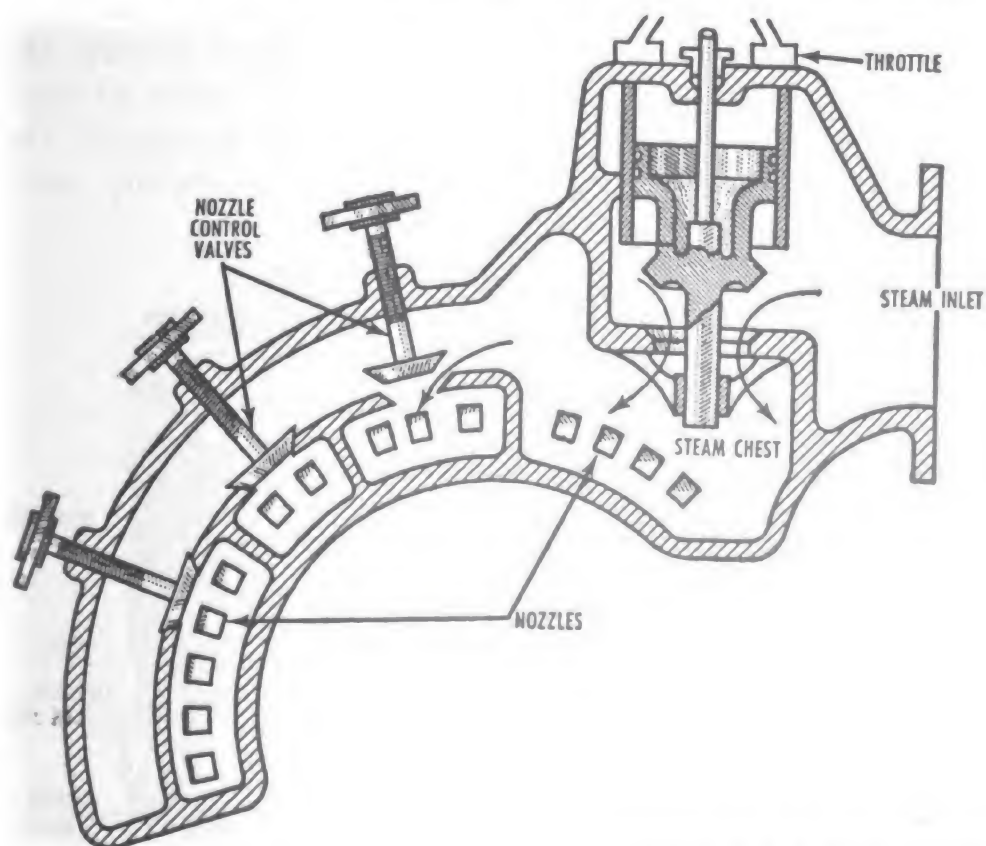 THROTTLE
NOZZLE
CONTROL
VALVES
STEAM INLET
STEAM CHEST
NOZZLES